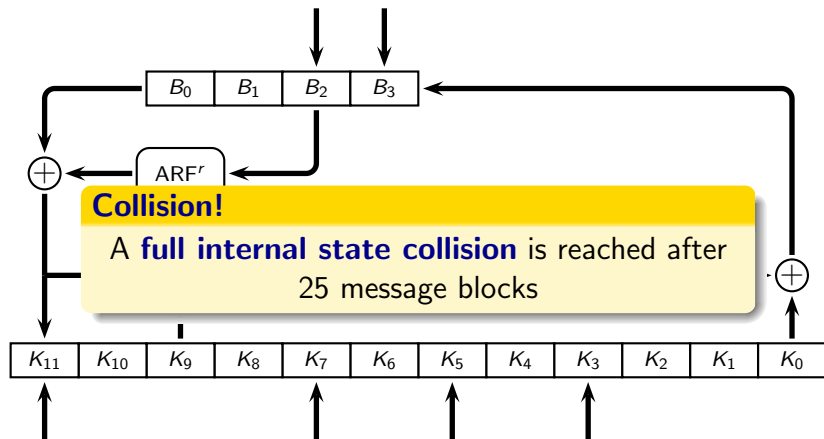 B₀ B₁ B₂ B₃
+ ARFʳ
Collision!
A full internal state collision is reached after
25 message blocks
+
K₁₁ K₁₀ K₉ K₈ K₇ K₆ K₅ K₄ K₃ K₂ K₁ K₀